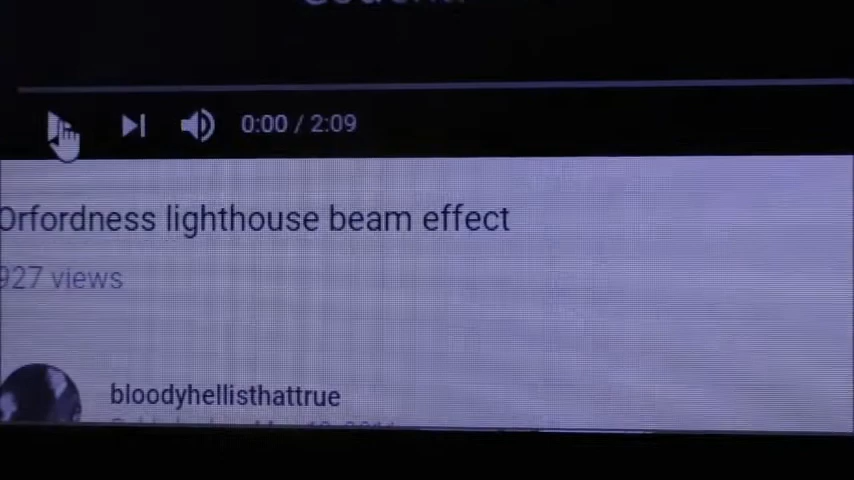 0:00 / 2:09
Orfordness lighthouse beam effect
927 views
bloodyhellisthattrue